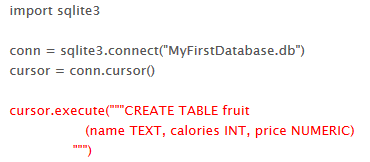 import sqlite3
conn = sqlite3.connect("MyFirstDatabase.db")
cursor = conn.cursor()
cursor.execute("""CREATE TABLE fruit
(name TEXT, calories INT, price NUMERIC)
""")